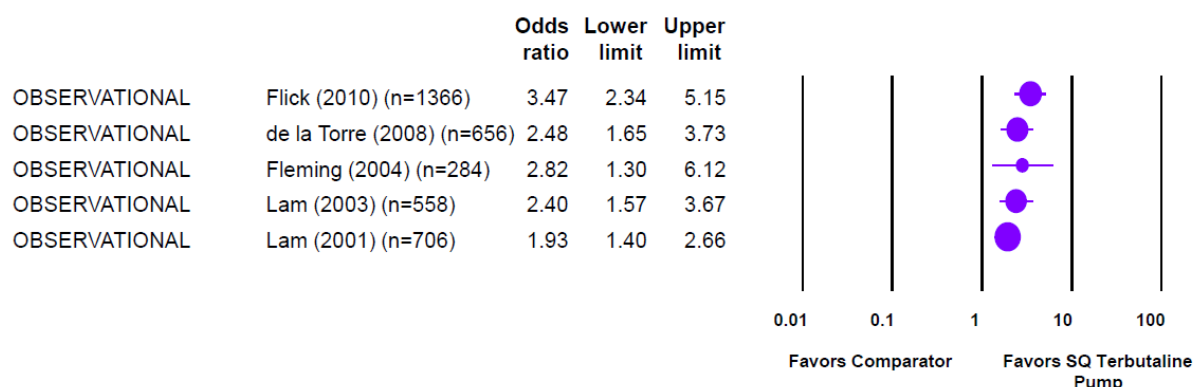 Odds Lower Upper
ratio limit limit
OBSERVATIONAL Flick (2010) (n=1366) 3.47 2.34 5.15
OBSERVATIONAL de la Torre (2008) (n=656) 2.48 1.65 3.73
OBSERVATIONAL Fleming (2004) (n=284) 2.82 1.30 6.12
OBSERVATIONAL Lam (2003) (n=558) 2.40 1.57 3.67
OBSERVATIONAL Lam (2001) (n=706) 1.93 1.40 2.66
0.01 0.1 1 10 100
Favors Comparator Favors SQ Terbutaline
Pump